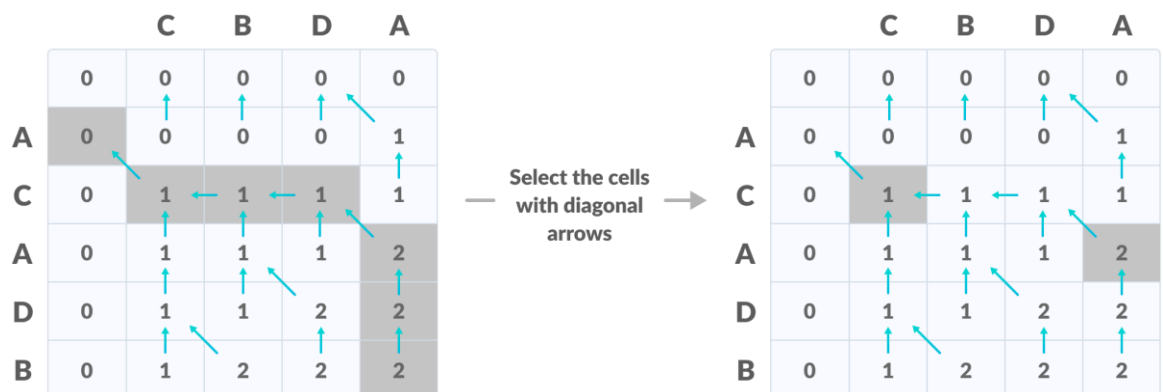 C B D A
0 0 0 0 0
A 0 0 0 0 1
C 0 1 1 1 1
A 0 1 1 1 2
D 0 1 1 2 2
B 0 1 2 2 2
Select the cells
with diagonal
arrows
C B D A
0 0 0 0 0
A 0 0 0 0 1
C 0 1 1 1 1
A 0 1 1 1 2
D 0 1 1 2 2
B 0 1 2 2 2